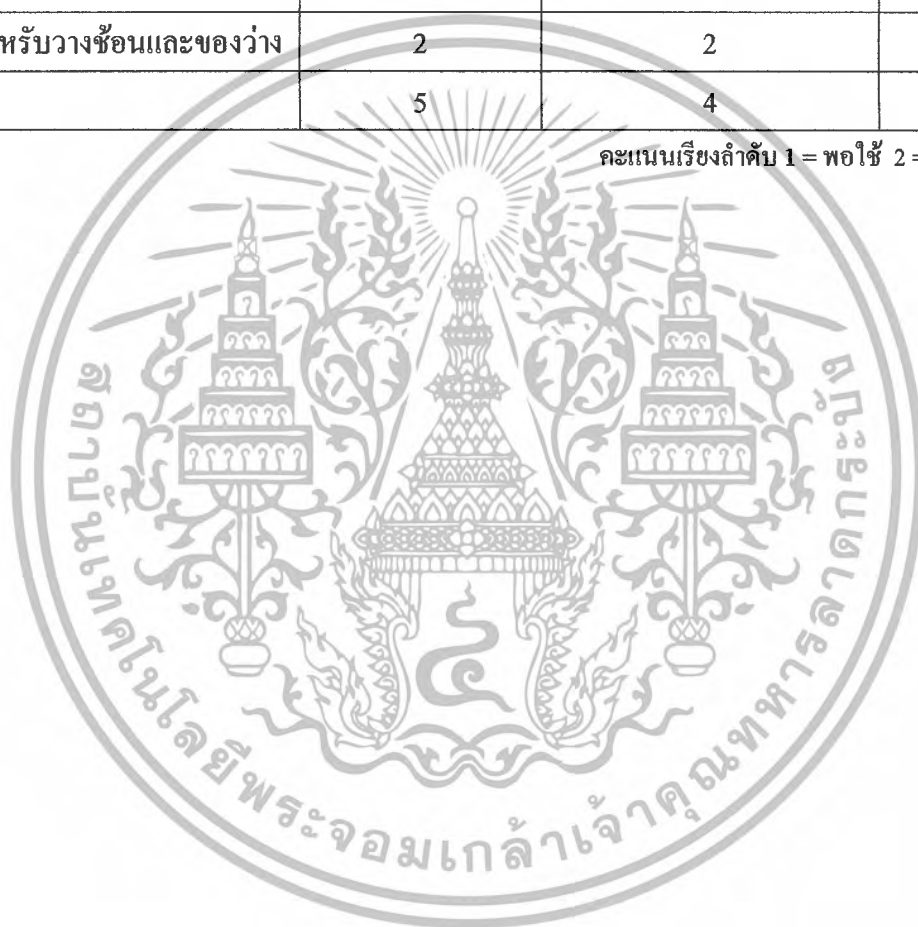 หรับวางช้อนและของว่าง 2 2
5 4
คะแนนเรียงลำดับ 1 = พอใช้ 2 =
สถาบันเทคโนโลยีพระจอมเกล้าเจ้าคุณทหารลาดกระบัง
๔